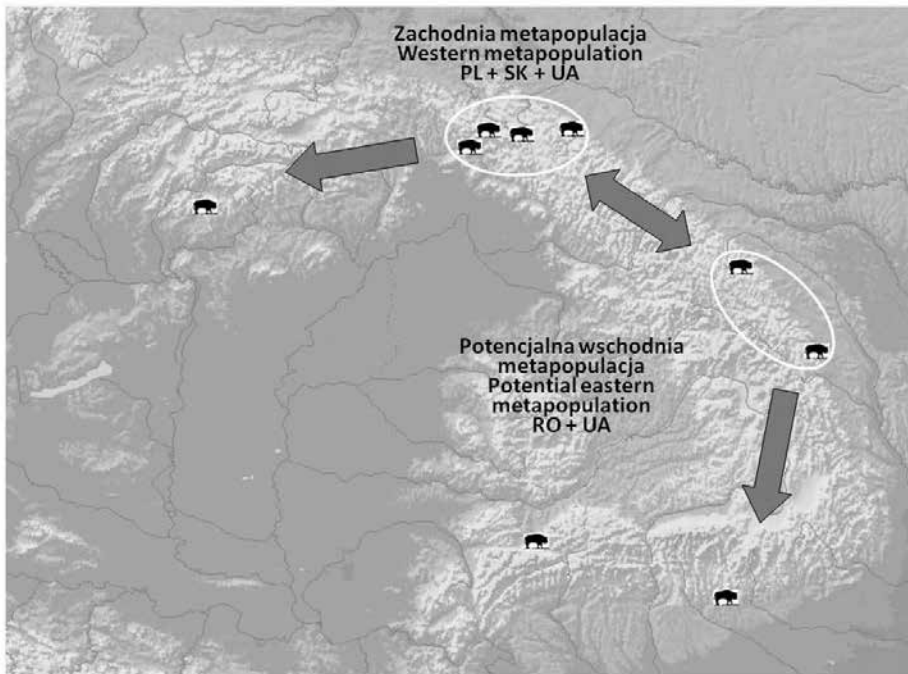 Zachodnia metapopulacja
Western metapopulation
PL + SK + UA
Potencjalna wschodnia
metapopulacja
Potential eastern
metapopulation
RO + UA